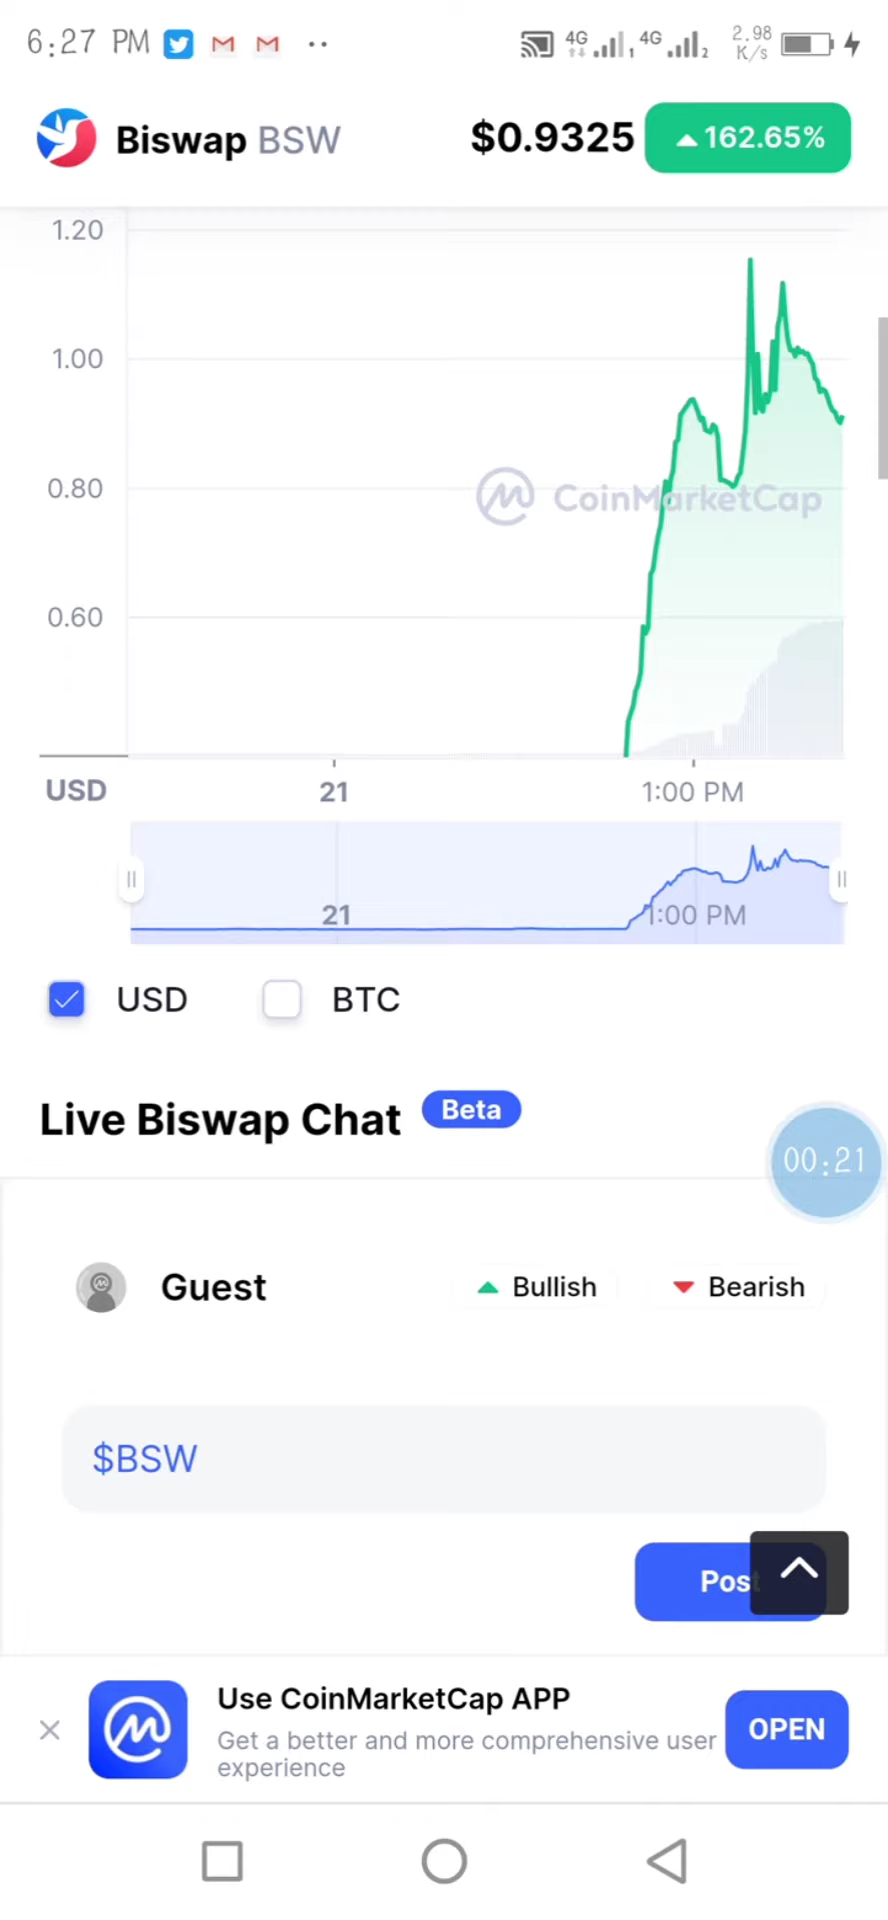 6:27 PM
4G 1 4G 2 2.98 K/s
Biswap BSW $0.9325 162.65%
1.20
1.00
0.80
CoinMarketCap
0.60
USD 21 1:00 PM
21 1:00 PM
USD BTC
Live Biswap Chat Beta
00:21
Guest Bullish Bearish
$BSW
Post
Use CoinMarketCap APP
Get a better and more comprehensive user
experience
OPEN